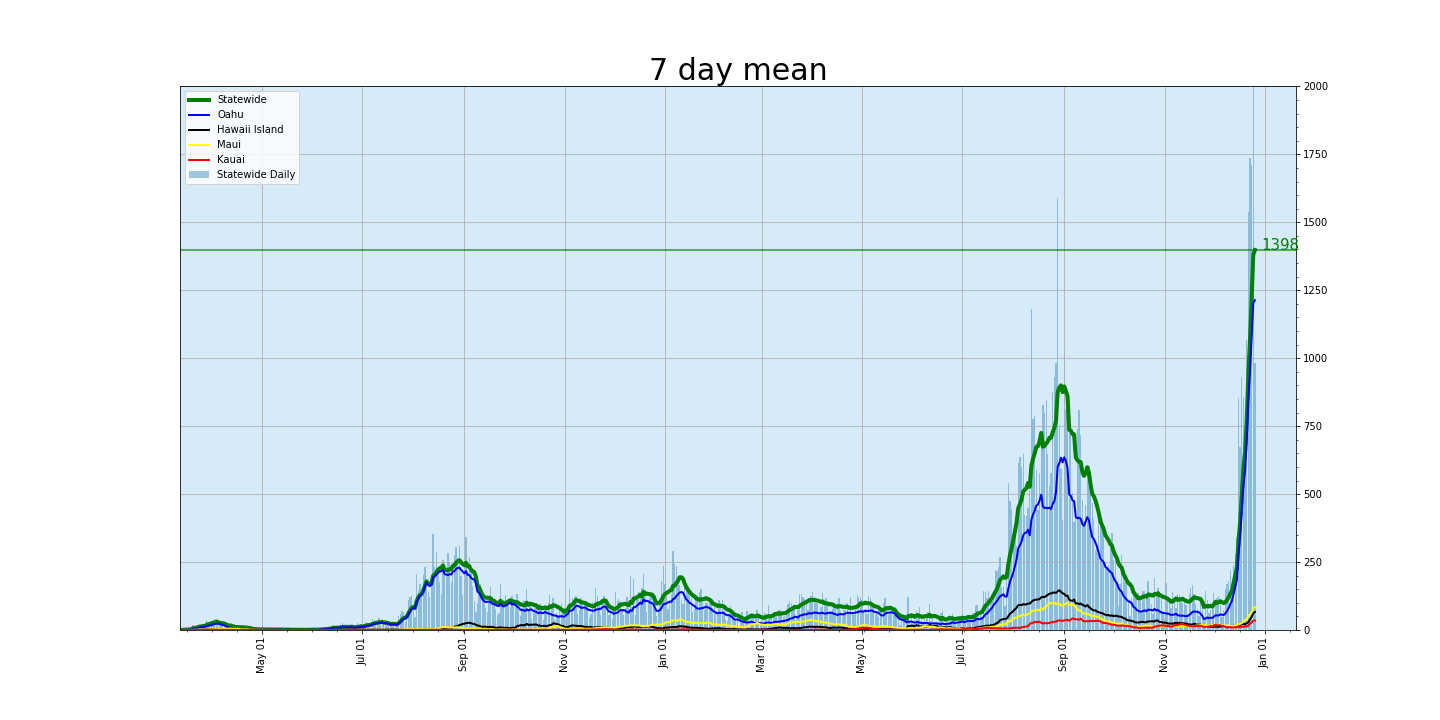 7 day mean
Statewide
Oahu
Hawaii Island
Maui
Kauai
Statewide Daily
2000
1750
1500
1398
1250
1000
750
500
250
0
May 01
Jul 01
Sep 01
Nov 01
Jan 01
Mar 01
May 01
Jul 01
Sep 01
Nov 01
Jan 01